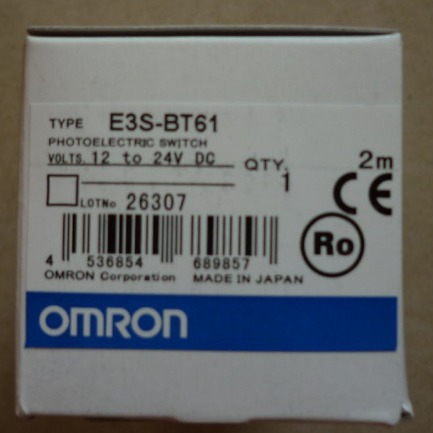 TYPE E3S-BT61
PHOTOELECTRIC SWITCH
VOLTS. 12 to 24V DC QTY. 1 2m
LOTNo 26307
CE
Ro
4 536854 689857
OMRON Corporation MADE IN JAPAN
OMRON